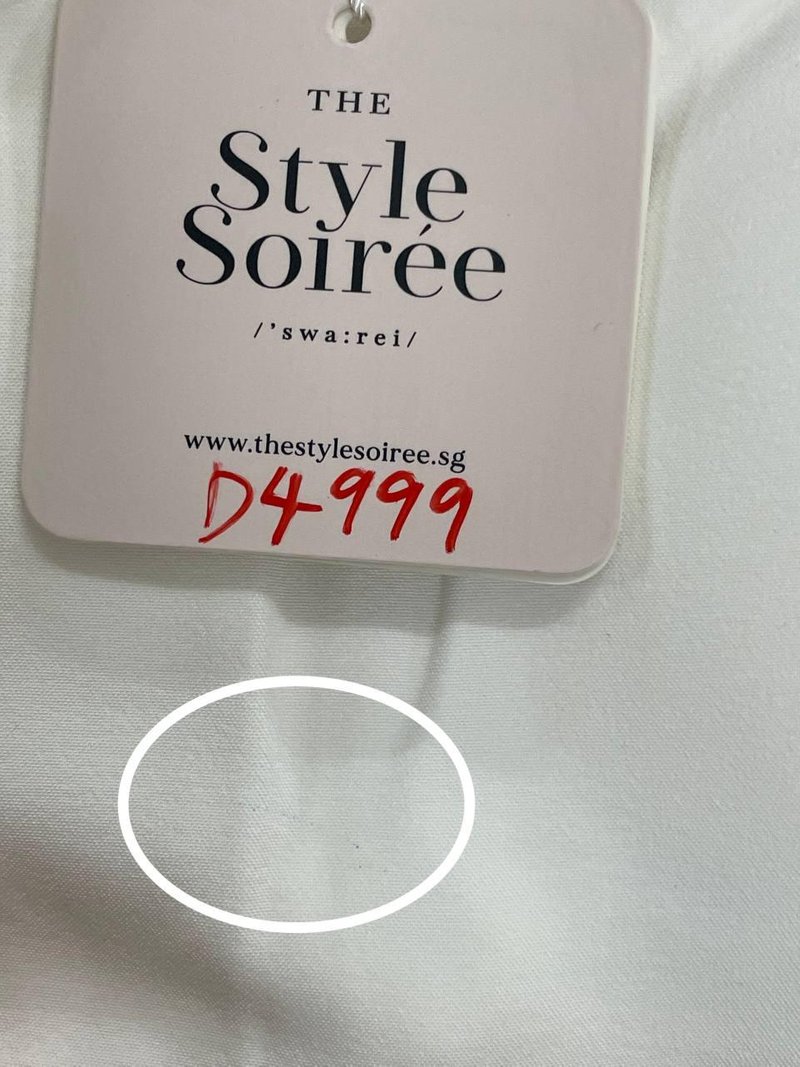 THE
Style
Soirée
/'swa:rei/
www.thestylesoiree.sg
D4999